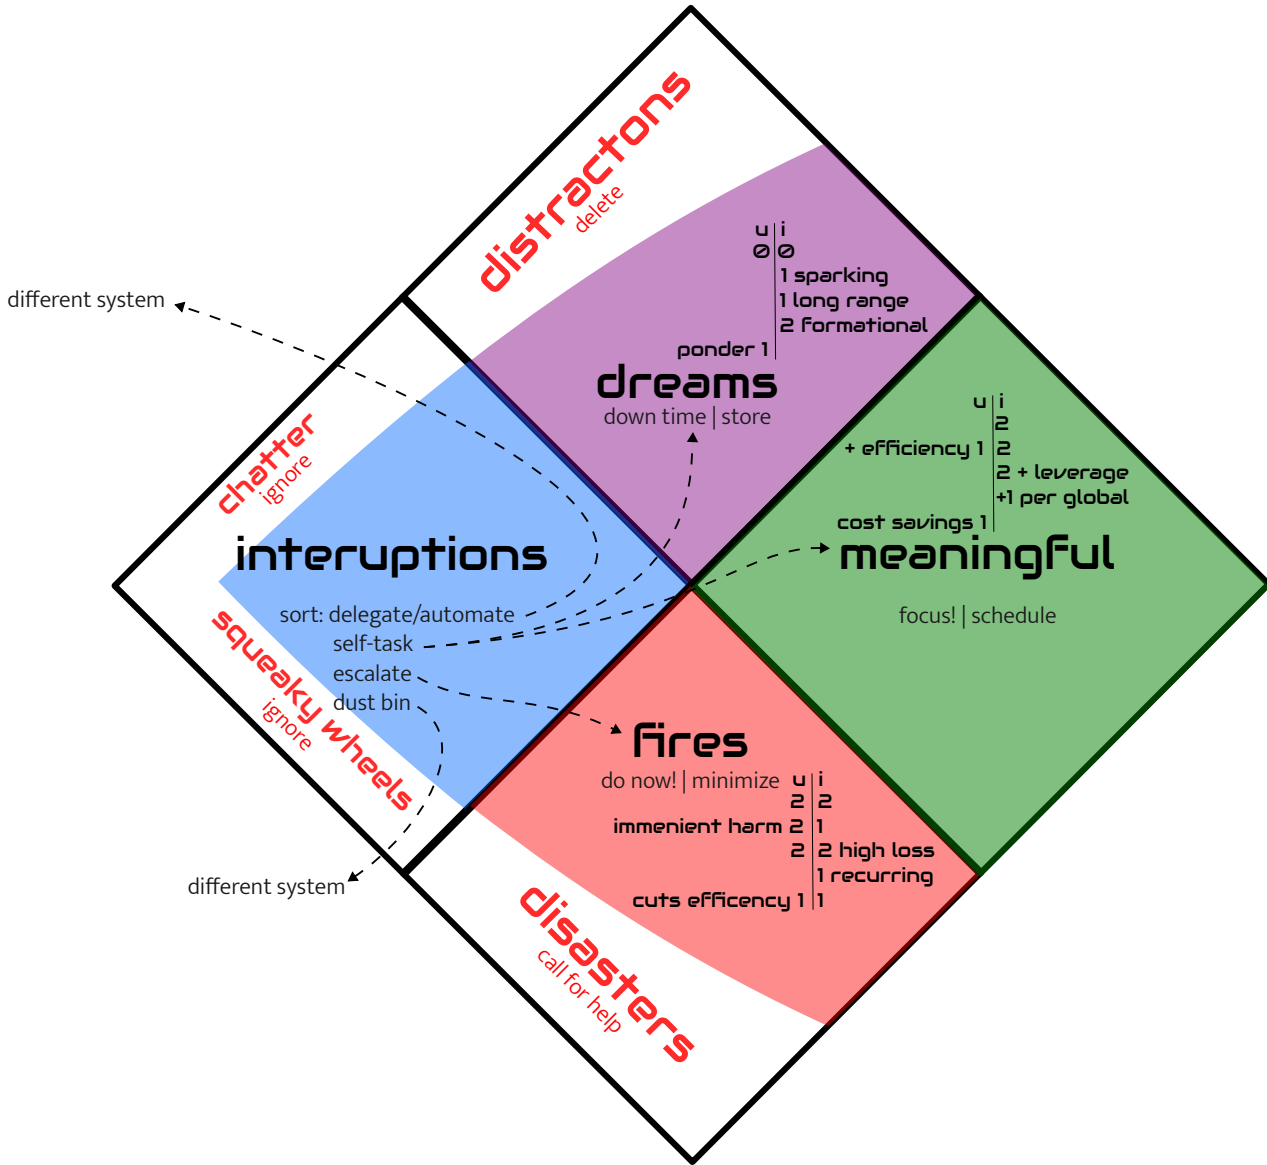 distractons
delete
u i
0 0
1 sparking
1 long range
2 formational
ponder 1
dreams
down time | store
different system
chatter
ignore
interuptions
sort: delegate/automate
self-task
escalate
dust bin
squeaky wheels
ignore
different system
u i
2
+ efficiency 1 2
2 + leverage
+1 per global
cost savings 1
meaningful
focus! | schedule
fires
do now! | minimize
u i
2 2
immenient harm 2 1
2 2 high loss
1 recurring
cuts efficency 1 1
disasters
call for help